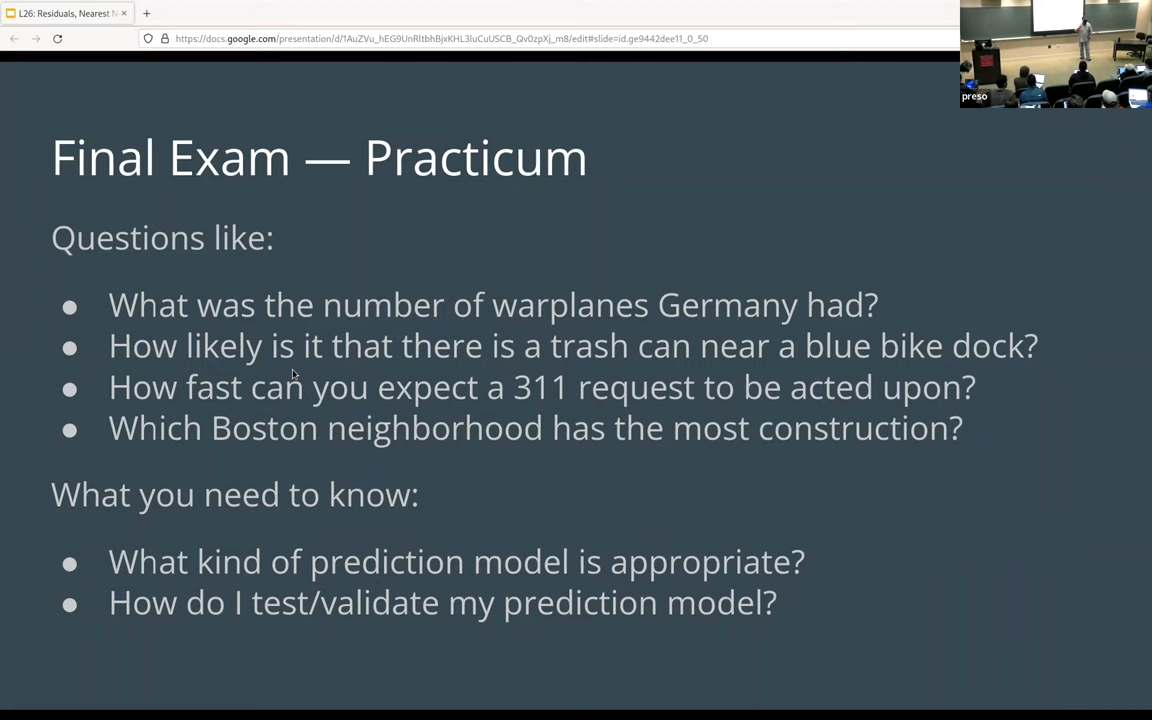 L26: Residuals, Nearest N
https://docs.google.com/presentation/d/1AuZVu_hEG9UnRltbhBjxKHL3luCuUSCB_Qv0zpXj_m8/edit#slide=id.ge9442dee11_0_50
preso
Final Exam — Practicum
Questions like:
● What was the number of warplanes Germany had?
● How likely is it that there is a trash can near a blue bike dock?
● How fast can you expect a 311 request to be acted upon?
● Which Boston neighborhood has the most construction?
What you need to know:
● What kind of prediction model is appropriate?
● How do I test/validate my prediction model?